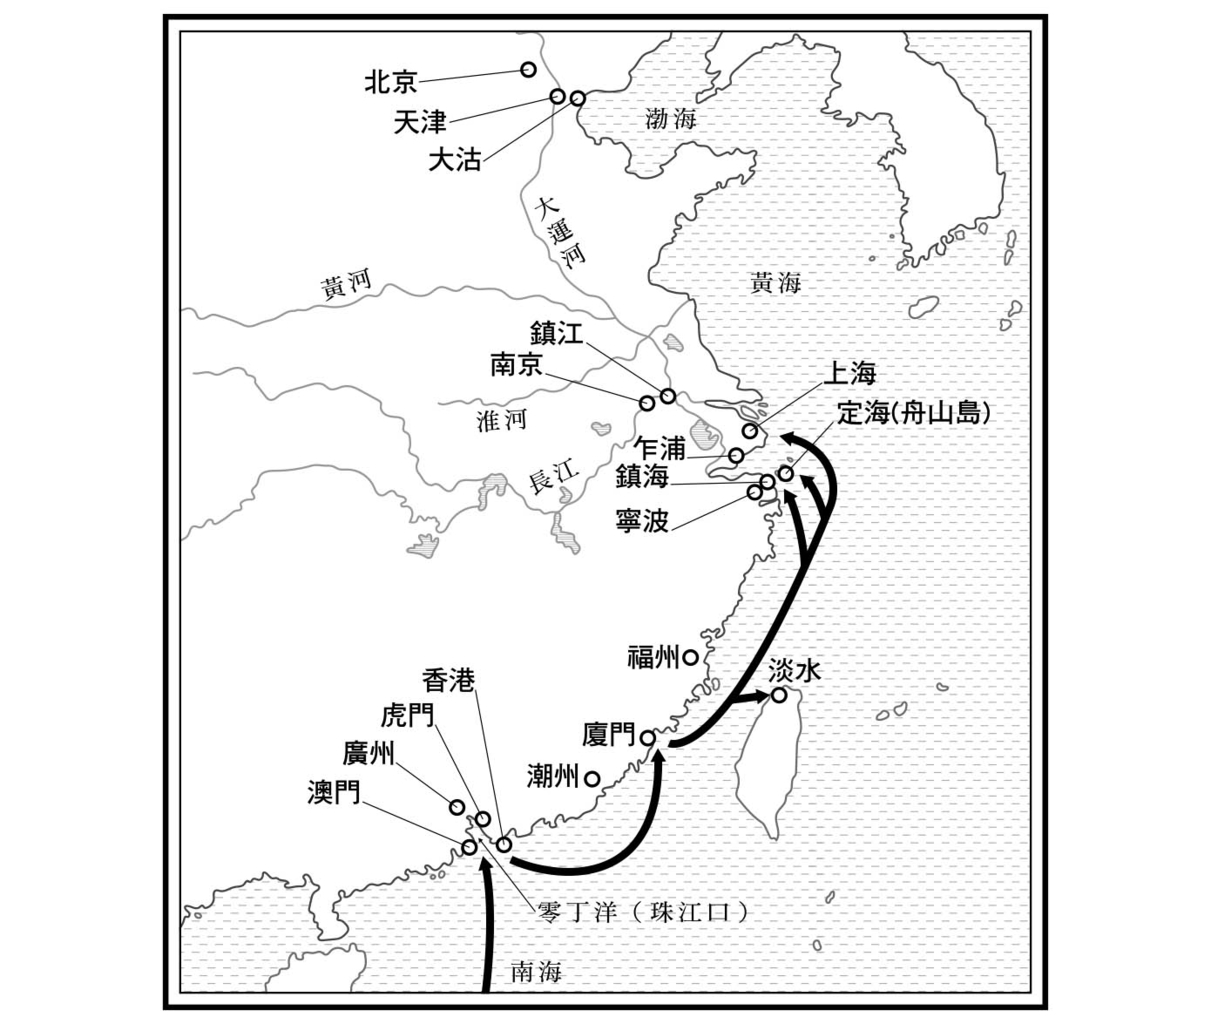 北京
天津
渤海
大沽
大運河
黃河
黃海
鎮江
南京
上海
定海(舟山島)
淮河
乍浦
長江
鎮海
寧波
福州
淡水
香港
虎門
廈門
廣州
潮州
澳門
零丁洋（珠江口）
南海